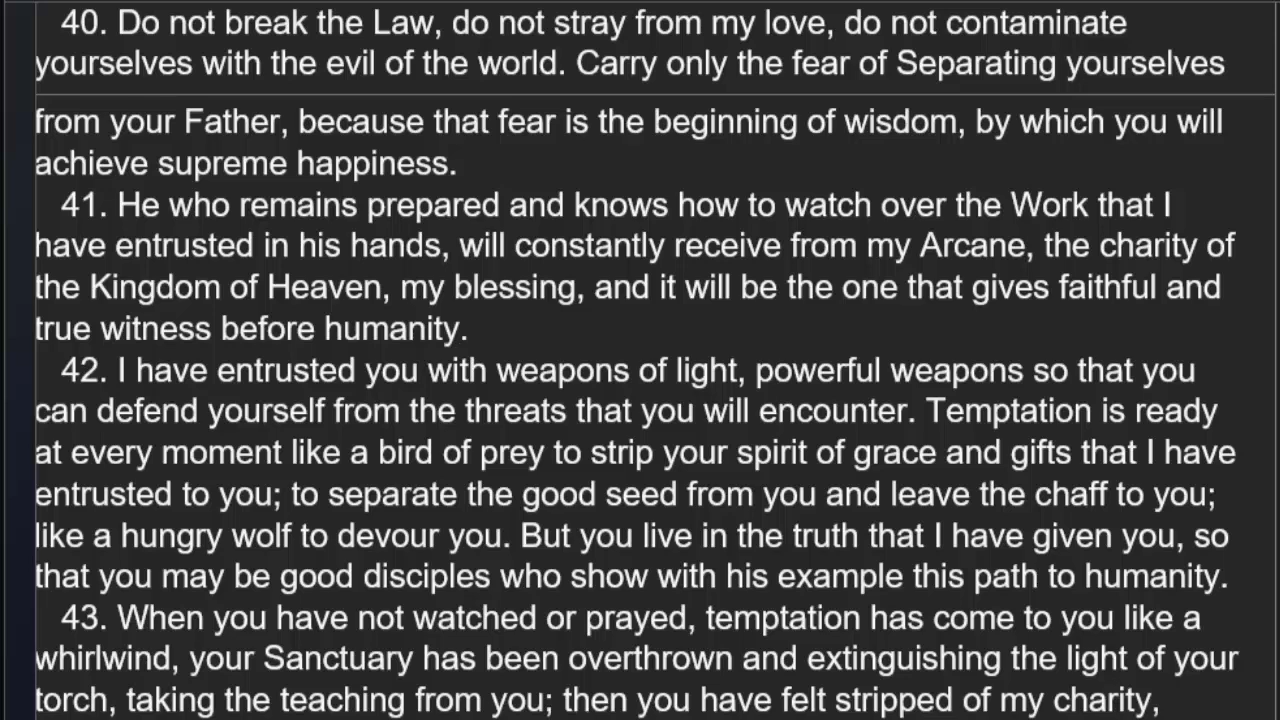 40. Do not break the Law, do not stray from my love, do not contaminate
yourselves with the evil of the world. Carry only the fear of Separating yourselves
from your Father, because that fear is the beginning of wisdom, by which you will
achieve supreme happiness.
41. He who remains prepared and knows how to watch over the Work that I
have entrusted in his hands, will constantly receive from my Arcane, the charity of
the Kingdom of Heaven, my blessing, and it will be the one that gives faithful and
true witness before humanity.
42. I have entrusted you with weapons of light, powerful weapons so that you
can defend yourself from the threats that you will encounter. Temptation is ready
at every moment like a bird of prey to strip your spirit of grace and gifts that I have
entrusted to you; to separate the good seed from you and leave the chaff to you;
like a hungry wolf to devour you. But you live in the truth that I have given you, so
that you may be good disciples who show with his example this path to humanity.
43. When you have not watched or prayed, temptation has come to you like a
whirlwind, your Sanctuary has been overthrown and extinguishing the light of your
torch, taking the teaching from you; then you have felt stripped of my charity,